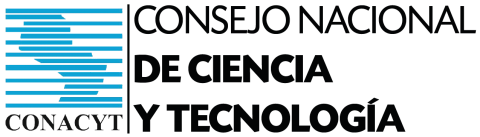 CONSEJO NACIONAL
DE CIENCIA
Y TECNOLOGÍA
CONACYT